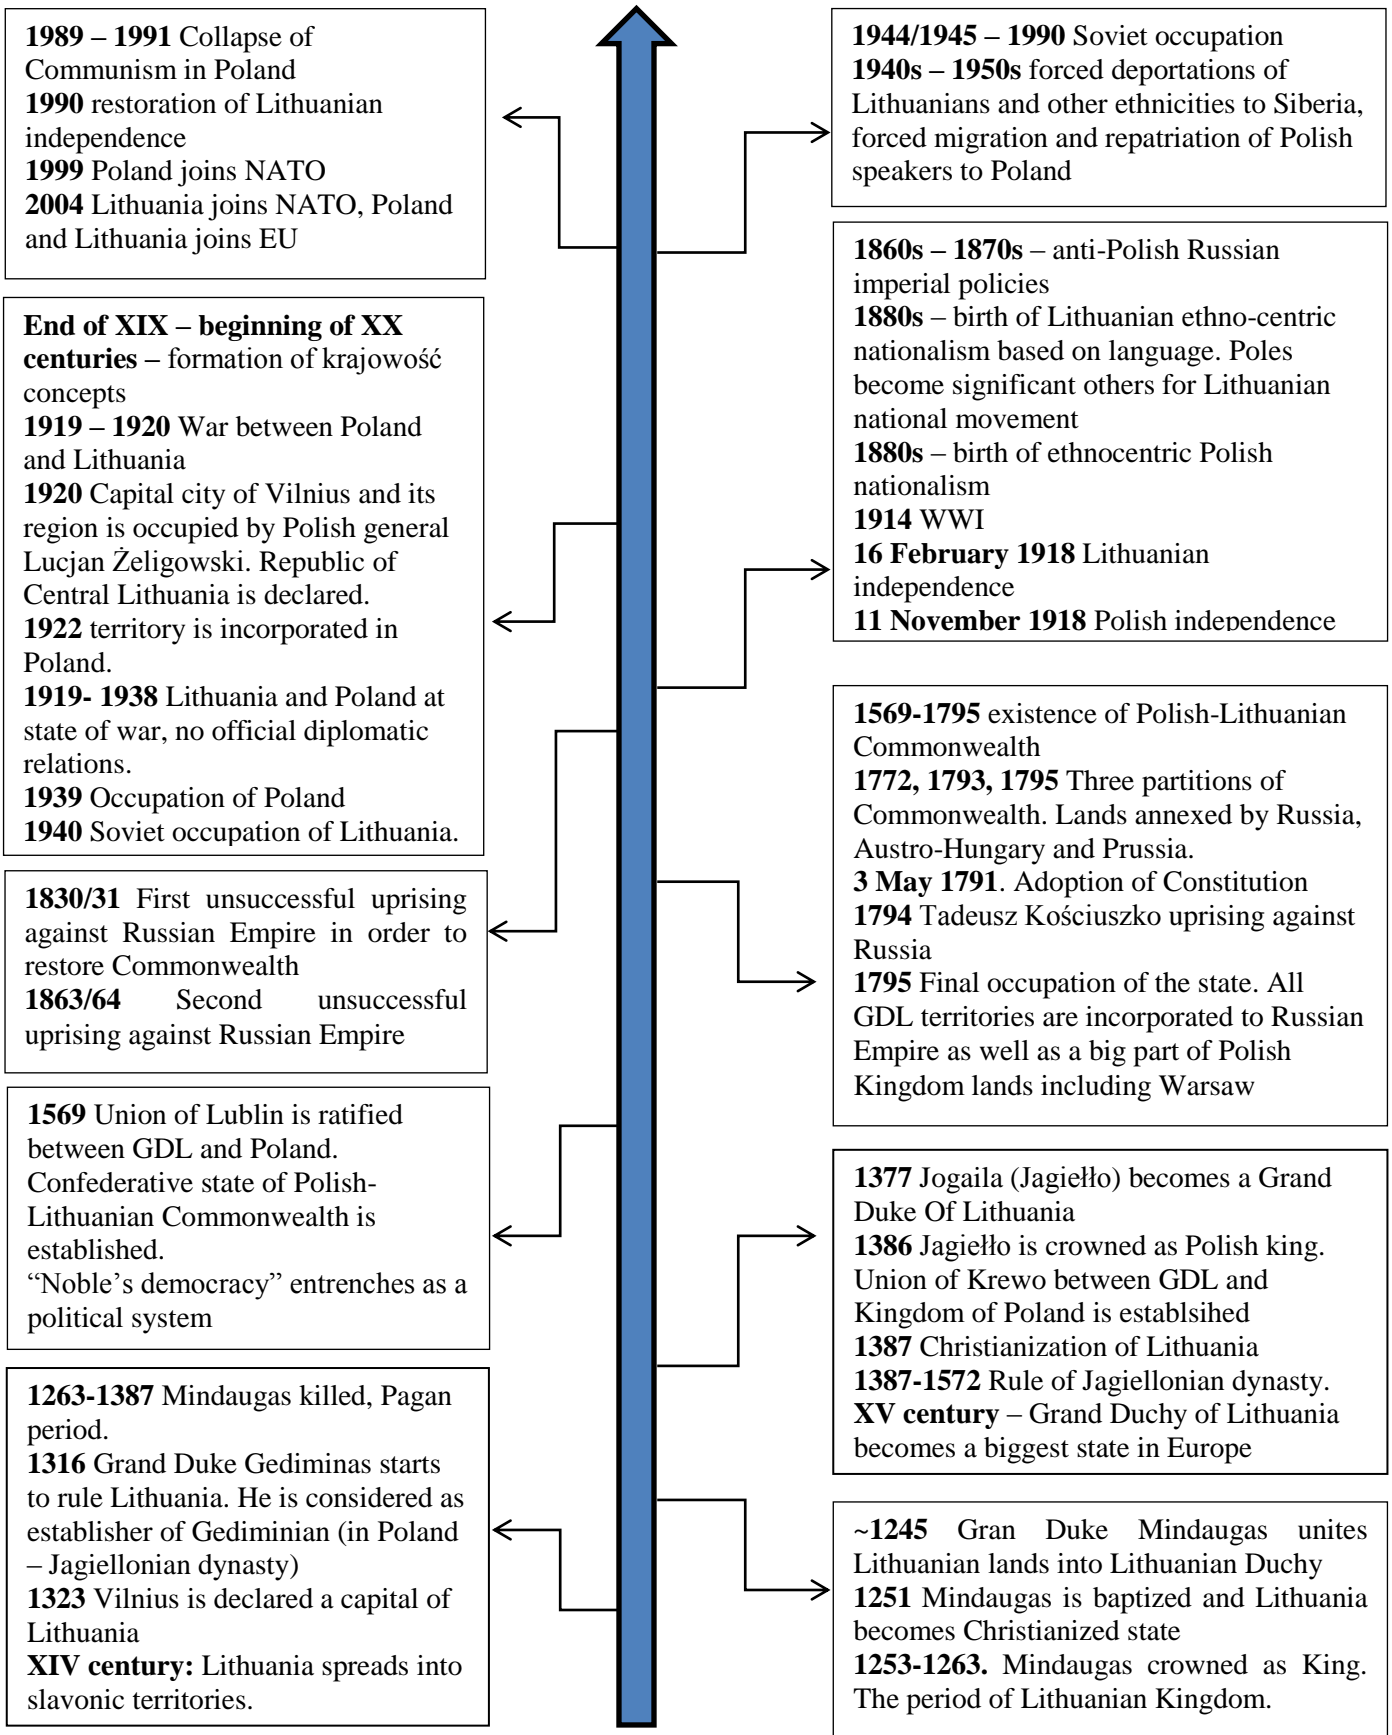 1989 – 1991 Collapse of
Communism in Poland
1990 restoration of Lithuanian
independence
1999 Poland joins NATO
2004 Lithuania joins NATO, Poland
and Lithuania joins EU
1944/1945 – 1990 Soviet occupation
1940s – 1950s forced deportations of
Lithuanians and other ethnicities to Siberia,
forced migration and repatriation of Polish
speakers to Poland
End of XIX – beginning of XX
centuries – formation of krajowość
concepts
1919 – 1920 War between Poland
and Lithuania
1920 Capital city of Vilnius and its
region is occupied by Polish general
Lucjan Żeligowski. Republic of
Central Lithuania is declared.
1922 territory is incorporated in
Poland.
1919- 1938 Lithuania and Poland at
state of war, no official diplomatic
relations.
1939 Occupation of Poland
1940 Soviet occupation of Lithuania.
1860s – 1870s – anti-Polish Russian
imperial policies
1880s – birth of Lithuanian ethno-centric
nationalism based on language. Poles
become significant others for Lithuanian
national movement
1880s – birth of ethnocentric Polish
nationalism
1914 WWI
16 February 1918 Lithuanian
independence
11 November 1918 Polish independence
1830/31 First unsuccessful uprising
against Russian Empire in order to
restore Commonwealth
1863/64 Second unsuccessful
uprising against Russian Empire
1569-1795 existence of Polish-Lithuanian
Commonwealth
1772, 1793, 1795 Three partitions of
Commonwealth. Lands annexed by Russia,
Austro-Hungary and Prussia.
3 May 1791. Adoption of Constitution
1794 Tadeusz Kościuszko uprising against
Russia
1795 Final occupation of the state. All
GDL territories are incorporated to Russian
Empire as well as a big part of Polish
Kingdom lands including Warsaw
1569 Union of Lublin is ratified
between GDL and Poland.
Confederative state of Polish-
Lithuanian Commonwealth is
established.
“Noble’s democracy” entrenches as a
political system
1377 Jogaila (Jagiełło) becomes a Grand
Duke Of Lithuania
1386 Jagiełło is crowned as Polish king.
Union of Krewo between GDL and
Kingdom of Poland is establsihed
1387 Christianization of Lithuania
1387-1572 Rule of Jagiellonian dynasty.
XV century – Grand Duchy of Lithuania
becomes a biggest state in Europe
1263-1387 Mindaugas killed, Pagan
period.
1316 Grand Duke Gediminas starts
to rule Lithuania. He is considered as
establisher of Gediminian (in Poland
– Jagiellonian dynasty)
1323 Vilnius is declared a capital of
Lithuania
XIV century: Lithuania spreads into
slavonic territories.
~1245 Gran Duke Mindaugas unites
Lithuanian lands into Lithuanian Duchy
1251 Mindaugas is baptized and Lithuania
becomes Christianized state
1253-1263. Mindaugas crowned as King.
The period of Lithuanian Kingdom.